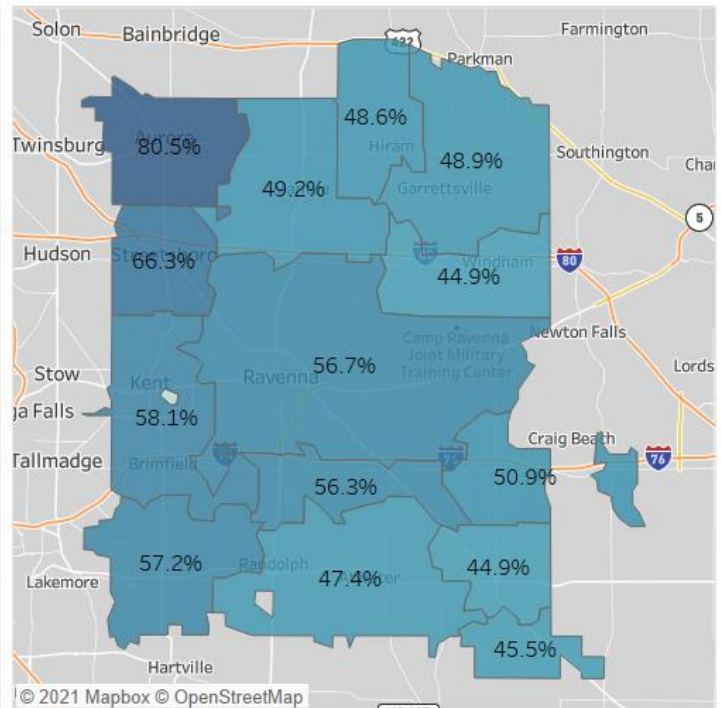 Solon
Bainbridge
422
Farmington
Parkman
48.6%
Twinsburg
Aurora
80.5%
Hiram
48.9%
Southington
49.2%
Garrettsville
5
Hudson
Streetsboro
66.3%
Windham
80
44.9%
Newton Falls
56.7%
Camp Ravenna
Joint Military
Training Center
Stow
Kent
Ravenna
Lords
ga Falls
58.1%
Craig Beach
Tallmadge
Brimfield
76
76
50.9%
56.3%
57.2%
Randolph
47.4%
44.9%
Lakemore
45.5%
Hartville
© 2021 Mapbox © OpenStreetMap